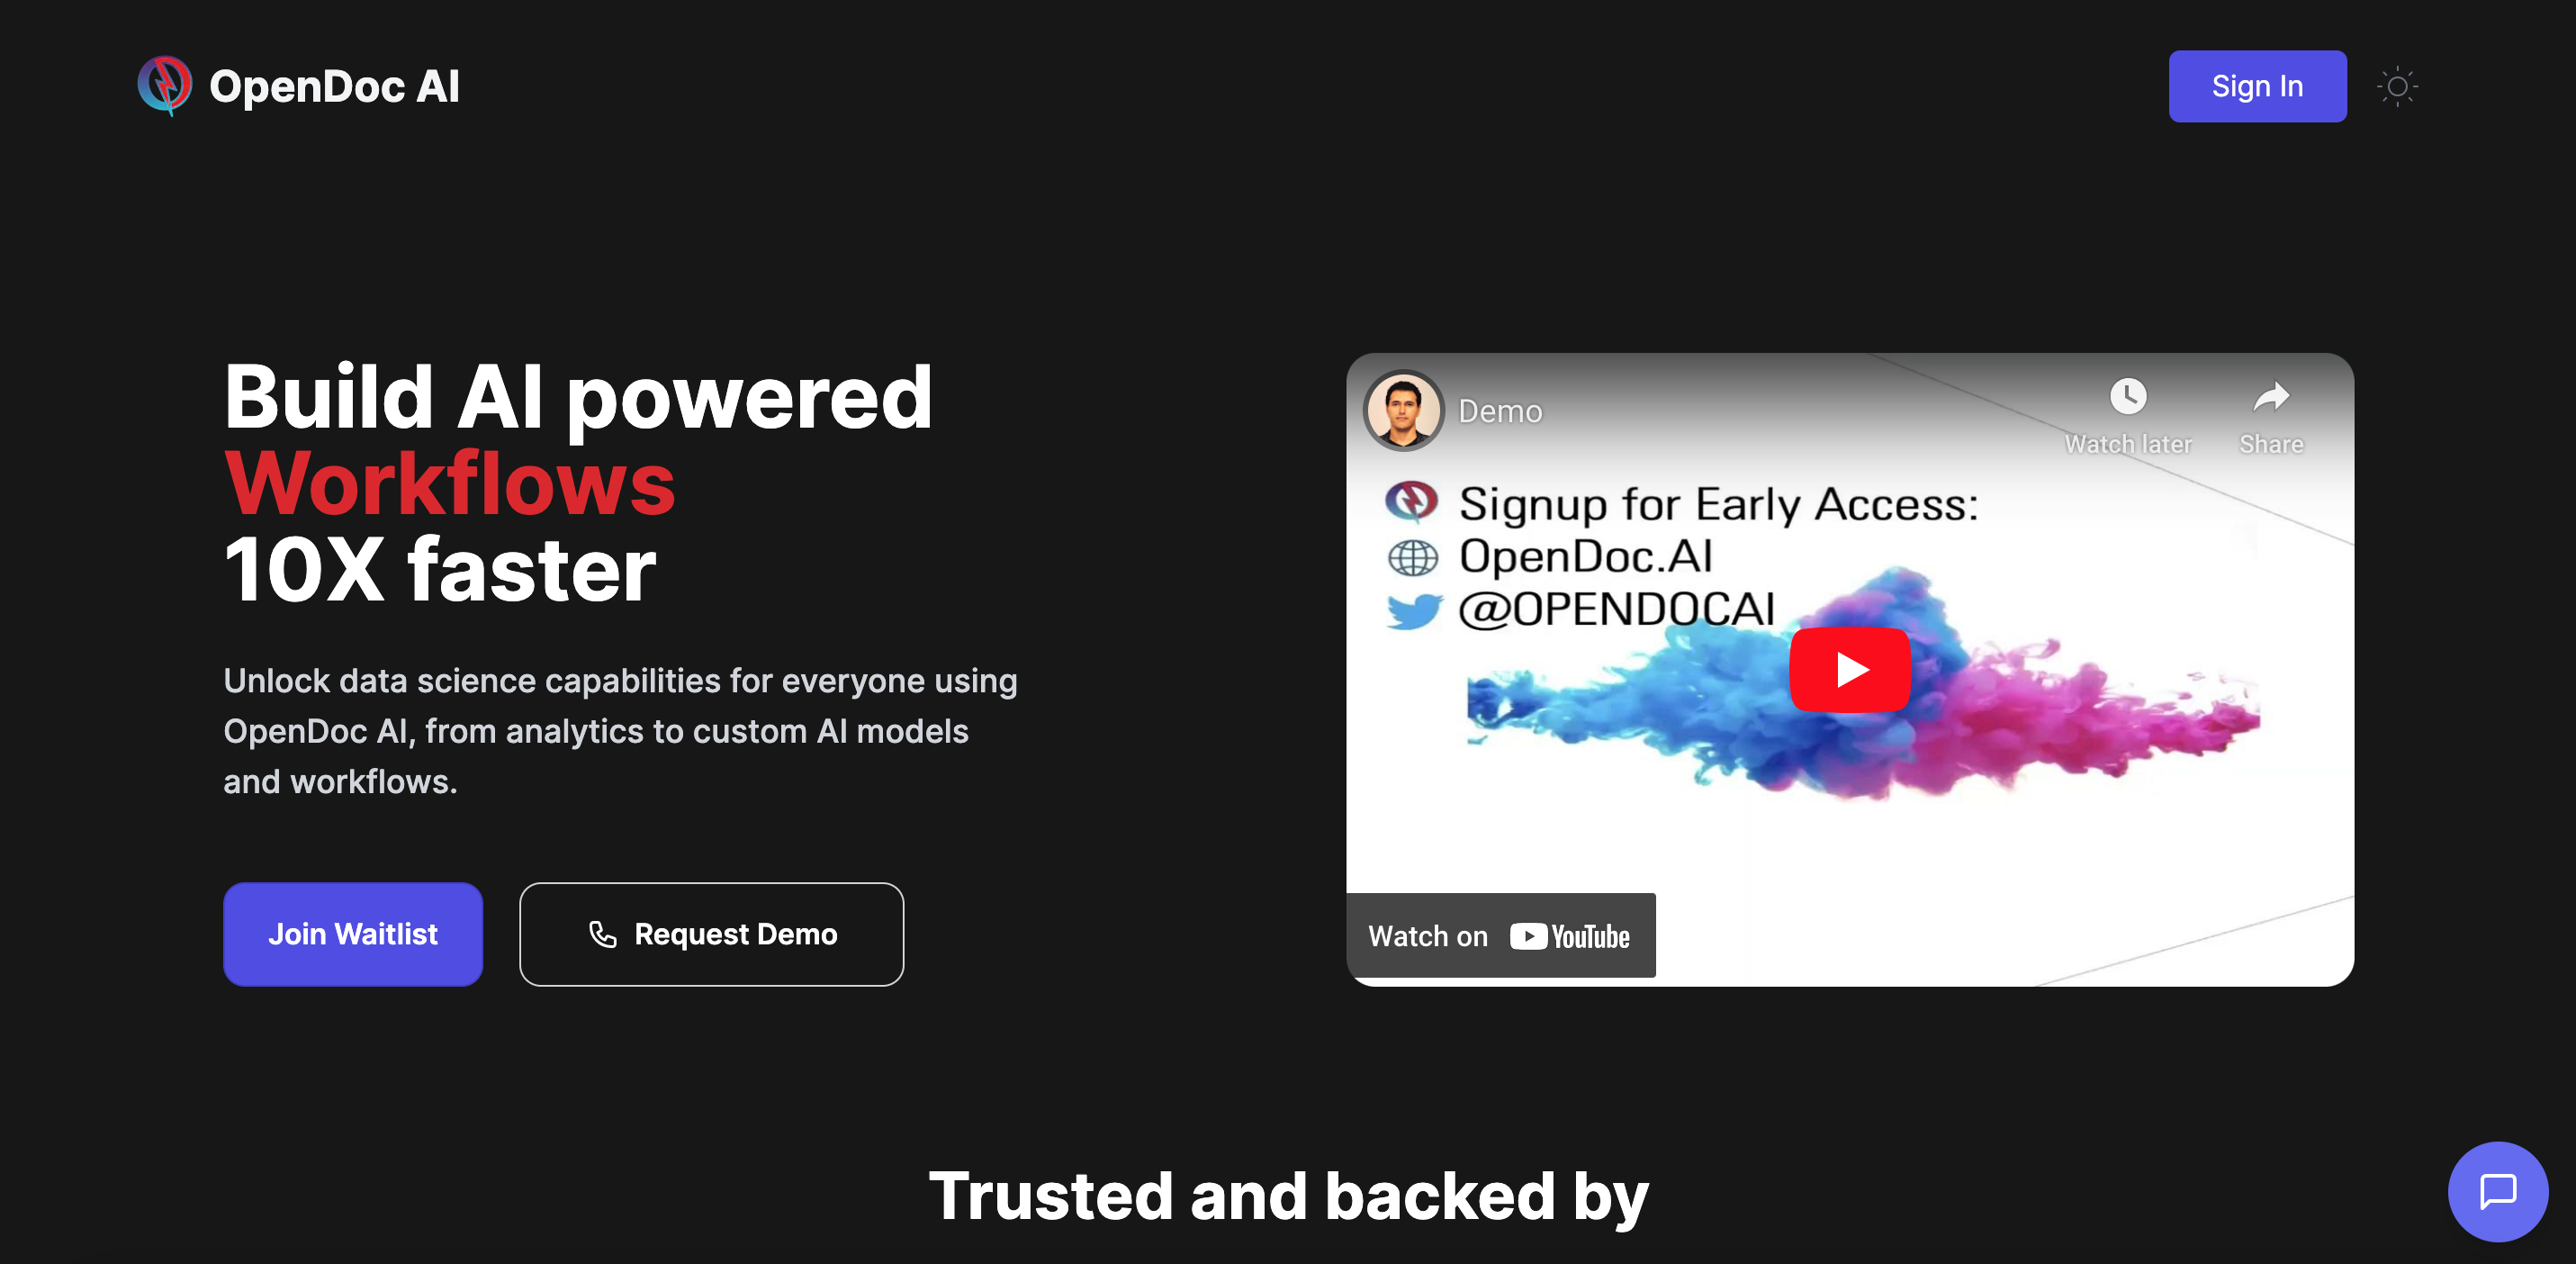 OpenDoc AI
Sign In
Build AI powered
Workflows
10X faster
Unlock data science capabilities for everyone using
OpenDoc AI, from analytics to custom AI models
and workflows.
Join Waitlist
Request Demo
Demo
Watch later
Share
Signup for Early Access:
OpenDoc.AI
@OPENDOCAI
Watch on YouTube
Trusted and backed by